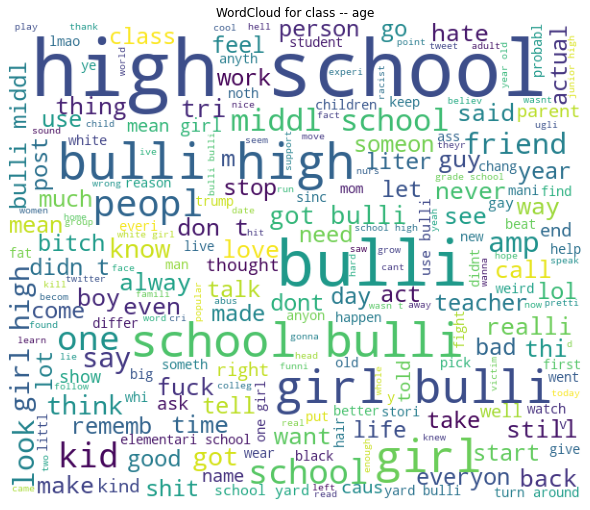 WordCloud for class -- age
play thank hell cool point tweet adult
lmao class feel person go hate actual probabl year old junior high
ye world anyth student experi racist believ wasnt
high school
noth work children keep
thing tri middl school said parent
use mean girl m someon ass theyr ugli
bulli middl post white sound child ive nice fact seem move support nurs
bulli high liter guy chang year friend
wrong reason bulli bulli stop run sinc mom let grade school mani find
peopl
much women everi trump date don t got bulli see gay beat way
mean home group white girl hit need school high use bulli yeah new end
bitch know live love saw grow amp help
fat didn t man thought cant hard wanna didnt hope speak
kill twitter face abus bulli call
come becom famili alway talk dont day act teacher weird lol
boy even made wasn t away now pretti
found differ word cri anyon happen fight realli
one school bulli bad thi
learn lie someth gonna head funni old told pick first d
look girl high lot say right whole victim went today
show follow big fuck colleg girl bulli
think whi ask tell one girl real put y better stori well watch
two littl rememb time hair life take still v
elementari school want knew
kid good got wear black enough girl start give
school name caus everyon back
came make kind shit school yard left read yard bulli turn around